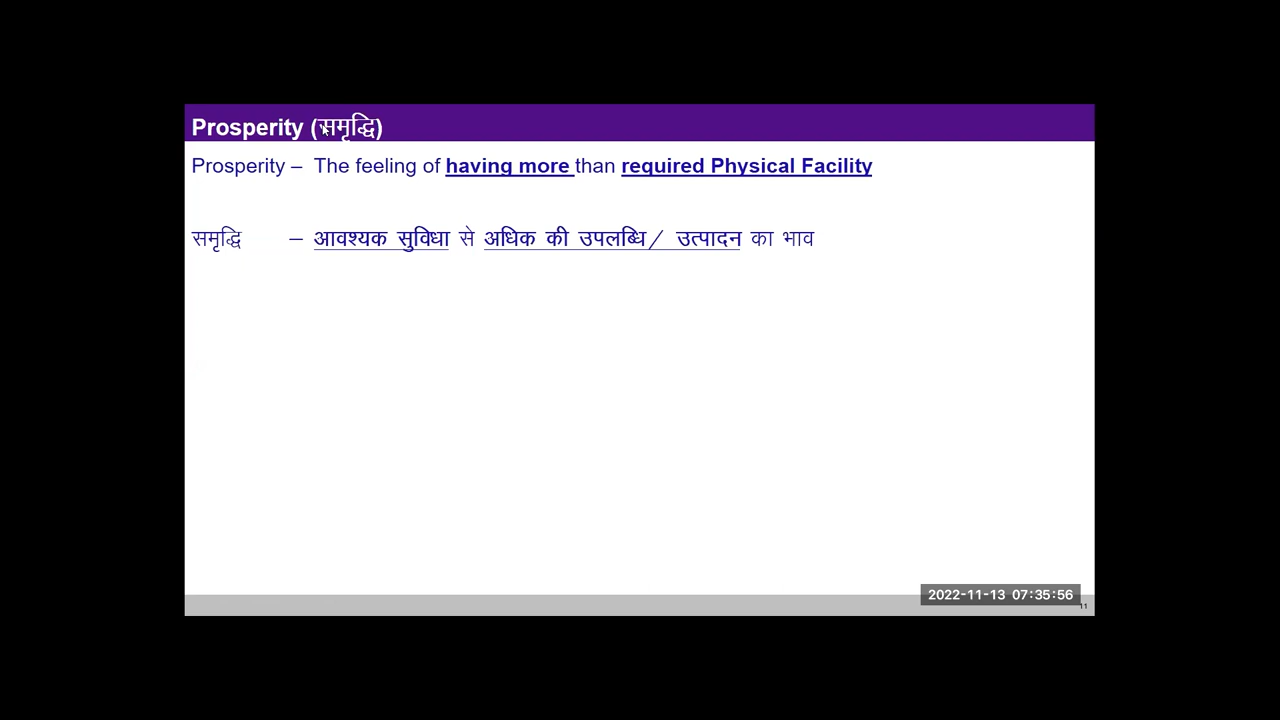 Prosperity (समृद्धि)
Prosperity – The feeling of having more than required Physical Facility
समृद्धि – आवश्यक सुविधा से अधिक की उपलब्धि/ उत्पादन का भाव
2022-11-13 07:35:56
11